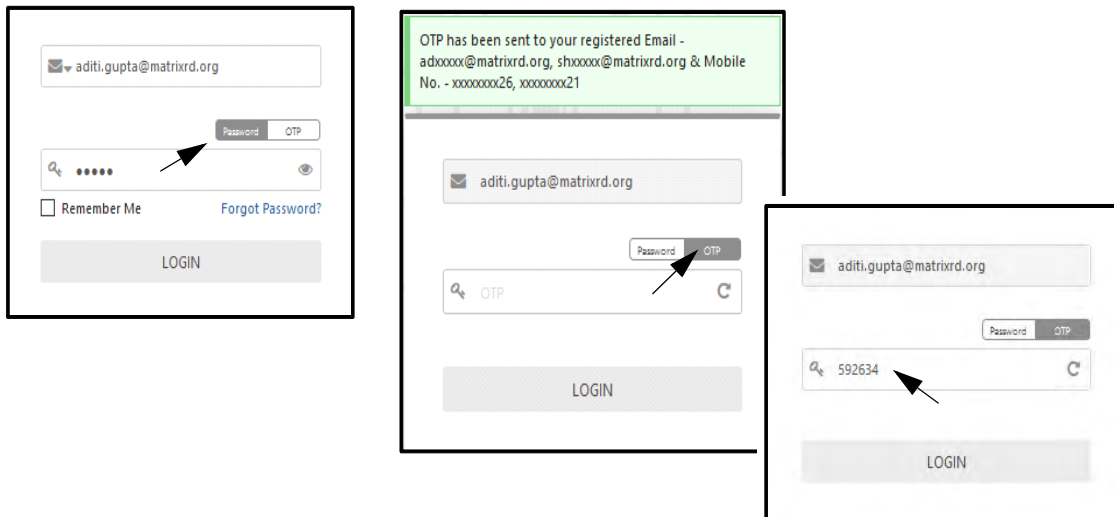 aditi.gupta@matrixrd.org
Password OTP
•••••
Remember Me Forgot Password?
LOGIN
OTP has been sent to your registered Email -
adxxxxx@matrixrd.org, shxxxxx@matrixrd.org & Mobile
No. - xxxxxxxx26, xxxxxxxx21
aditi.gupta@matrixrd.org
Password OTP
OTP
LOGIN
aditi.gupta@matrixrd.org
Password OTP
592634
LOGIN